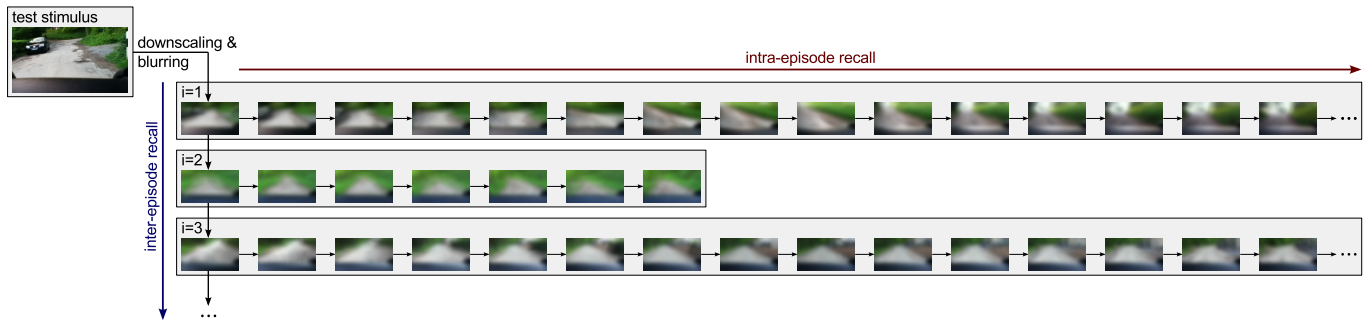 test stimulus
downscaling &
blurring
intra-episode recall
inter-episode recall
i=1
...
i=2
i=3
...
...